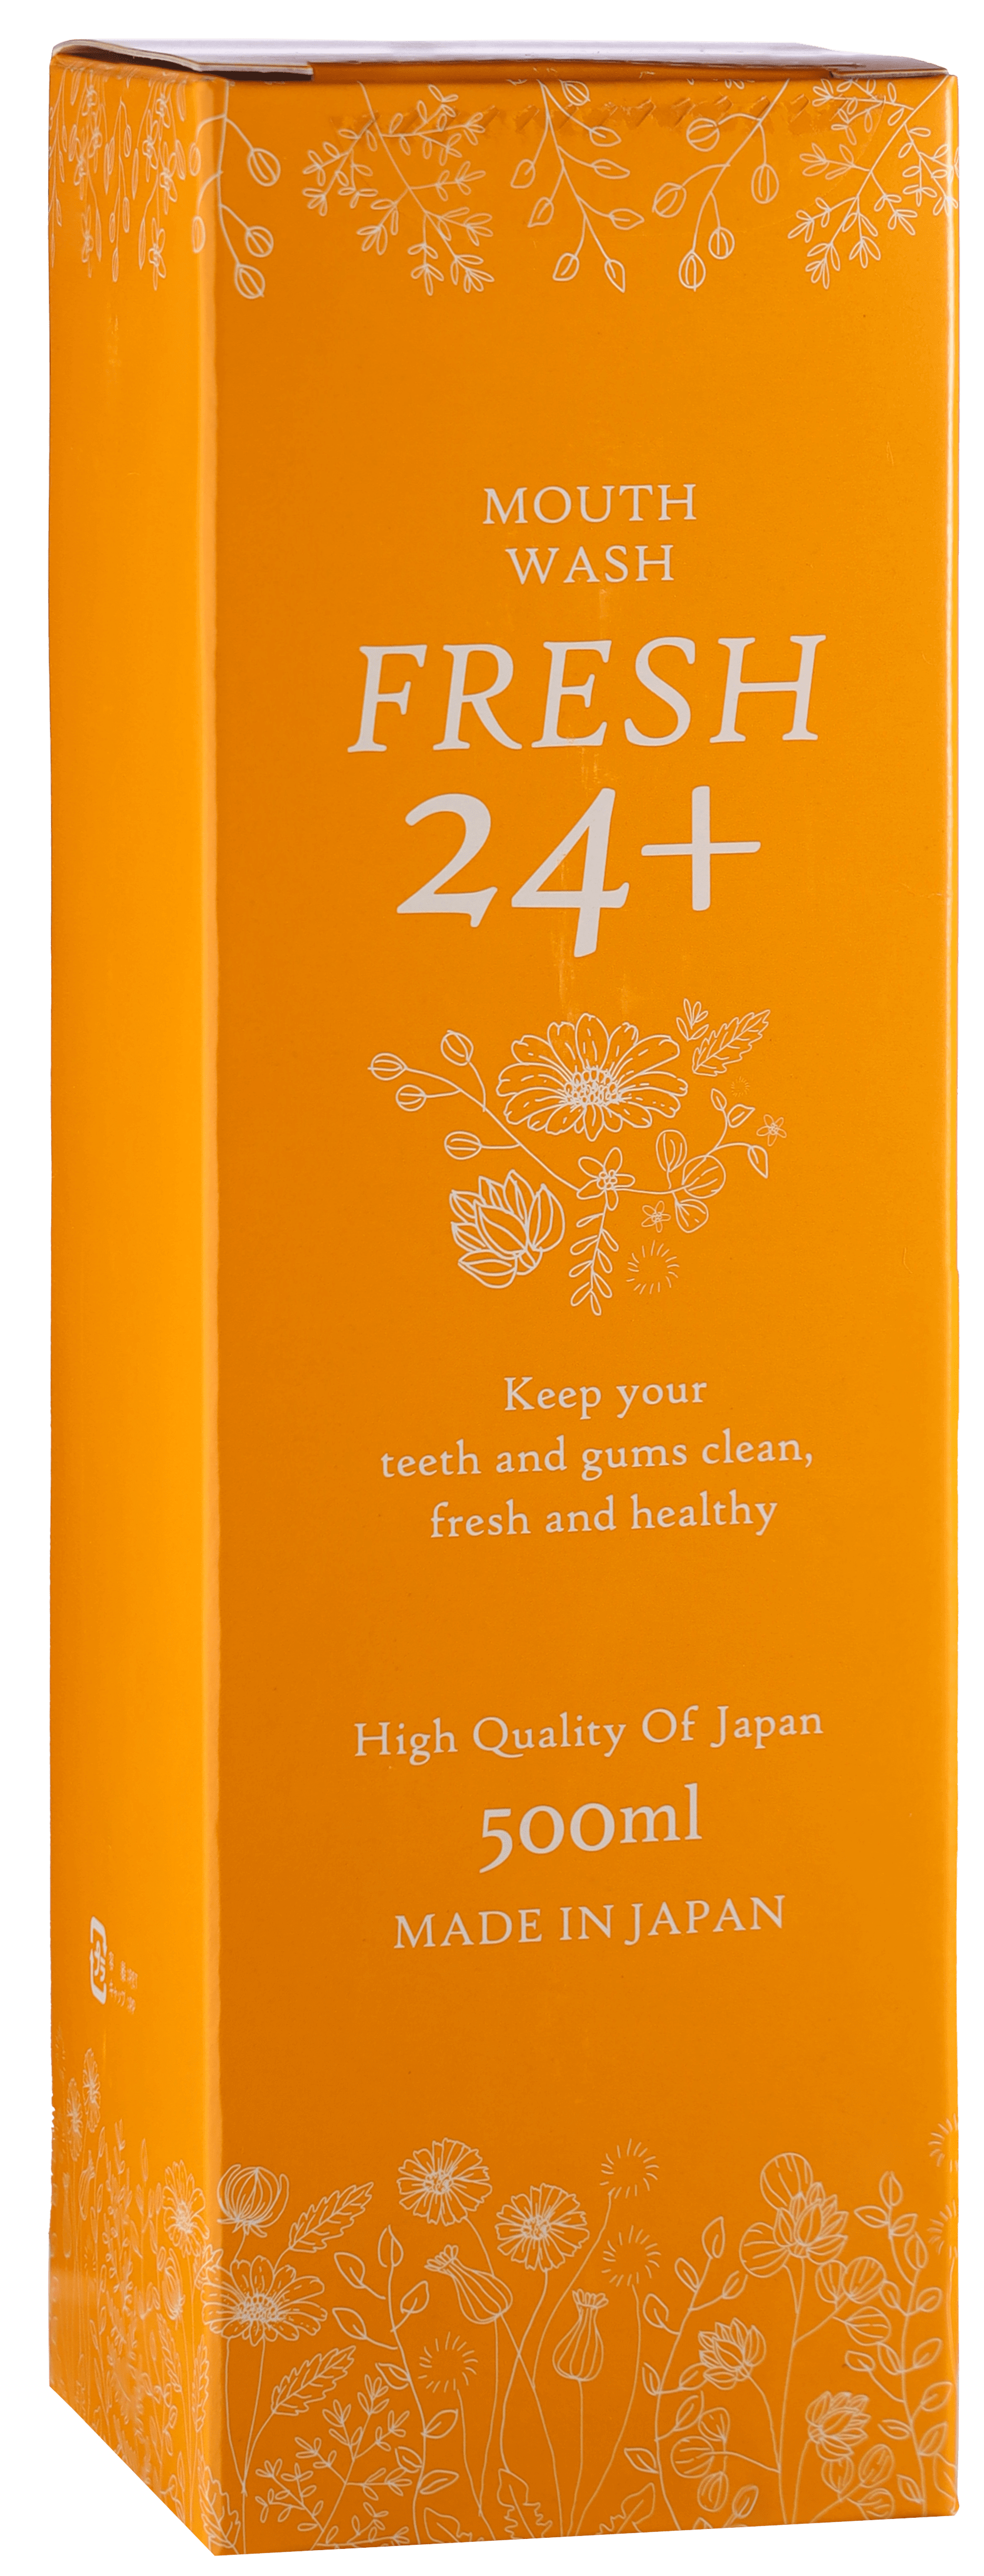 MOUTH
WASH
FRESH
24+
Keep your
teeth and gums clean,
fresh and healthy
High Quality Of Japan
500ml
MADE IN JAPAN